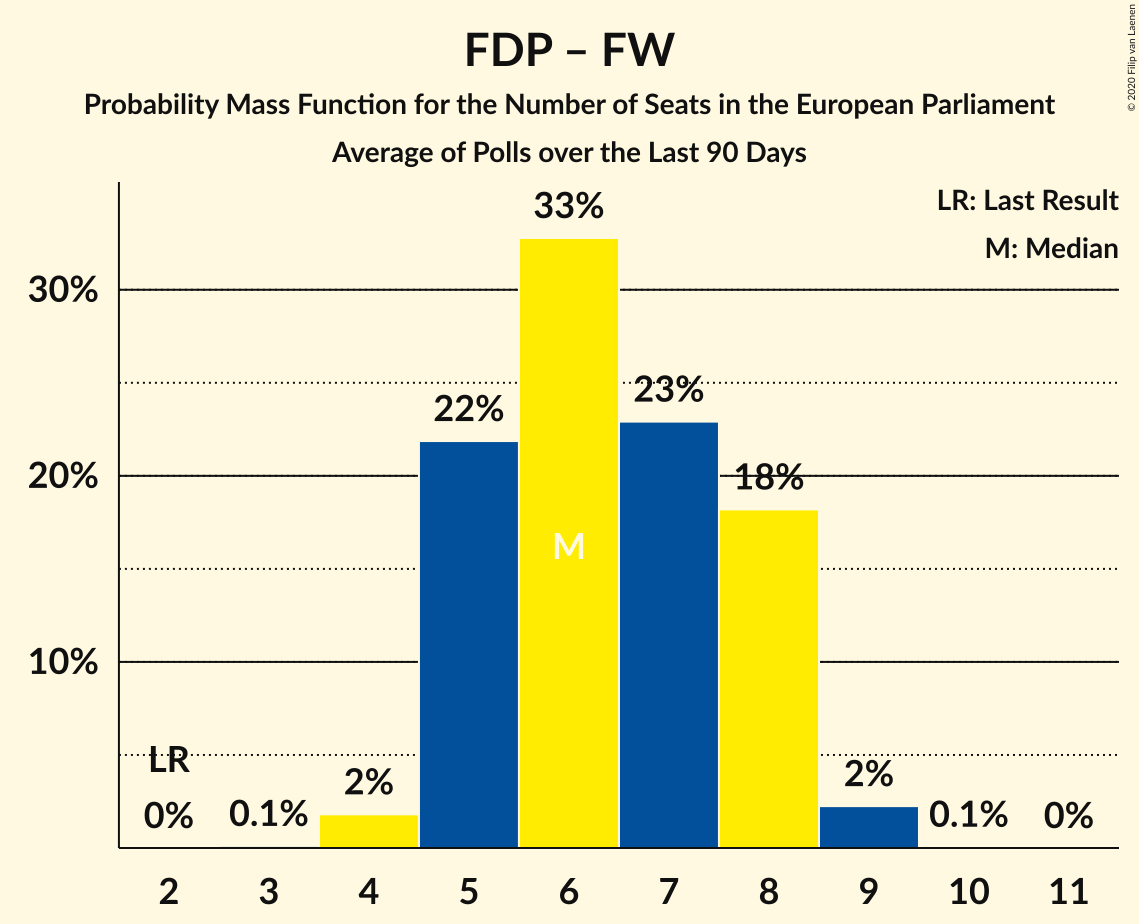 FDP – FW
Probability Mass Function for the Number of Seats in the European Parliament
Average of Polls over the Last 90 Days
© 2020 Filip van Laenen
LR: Last Result
M: Median
33%
30%
23%
22%
20%
18%
M
10%
LR
2%
2%
0%
0.1%
0.1%
0%
2 3 4 5 6 7 8 9 10 11